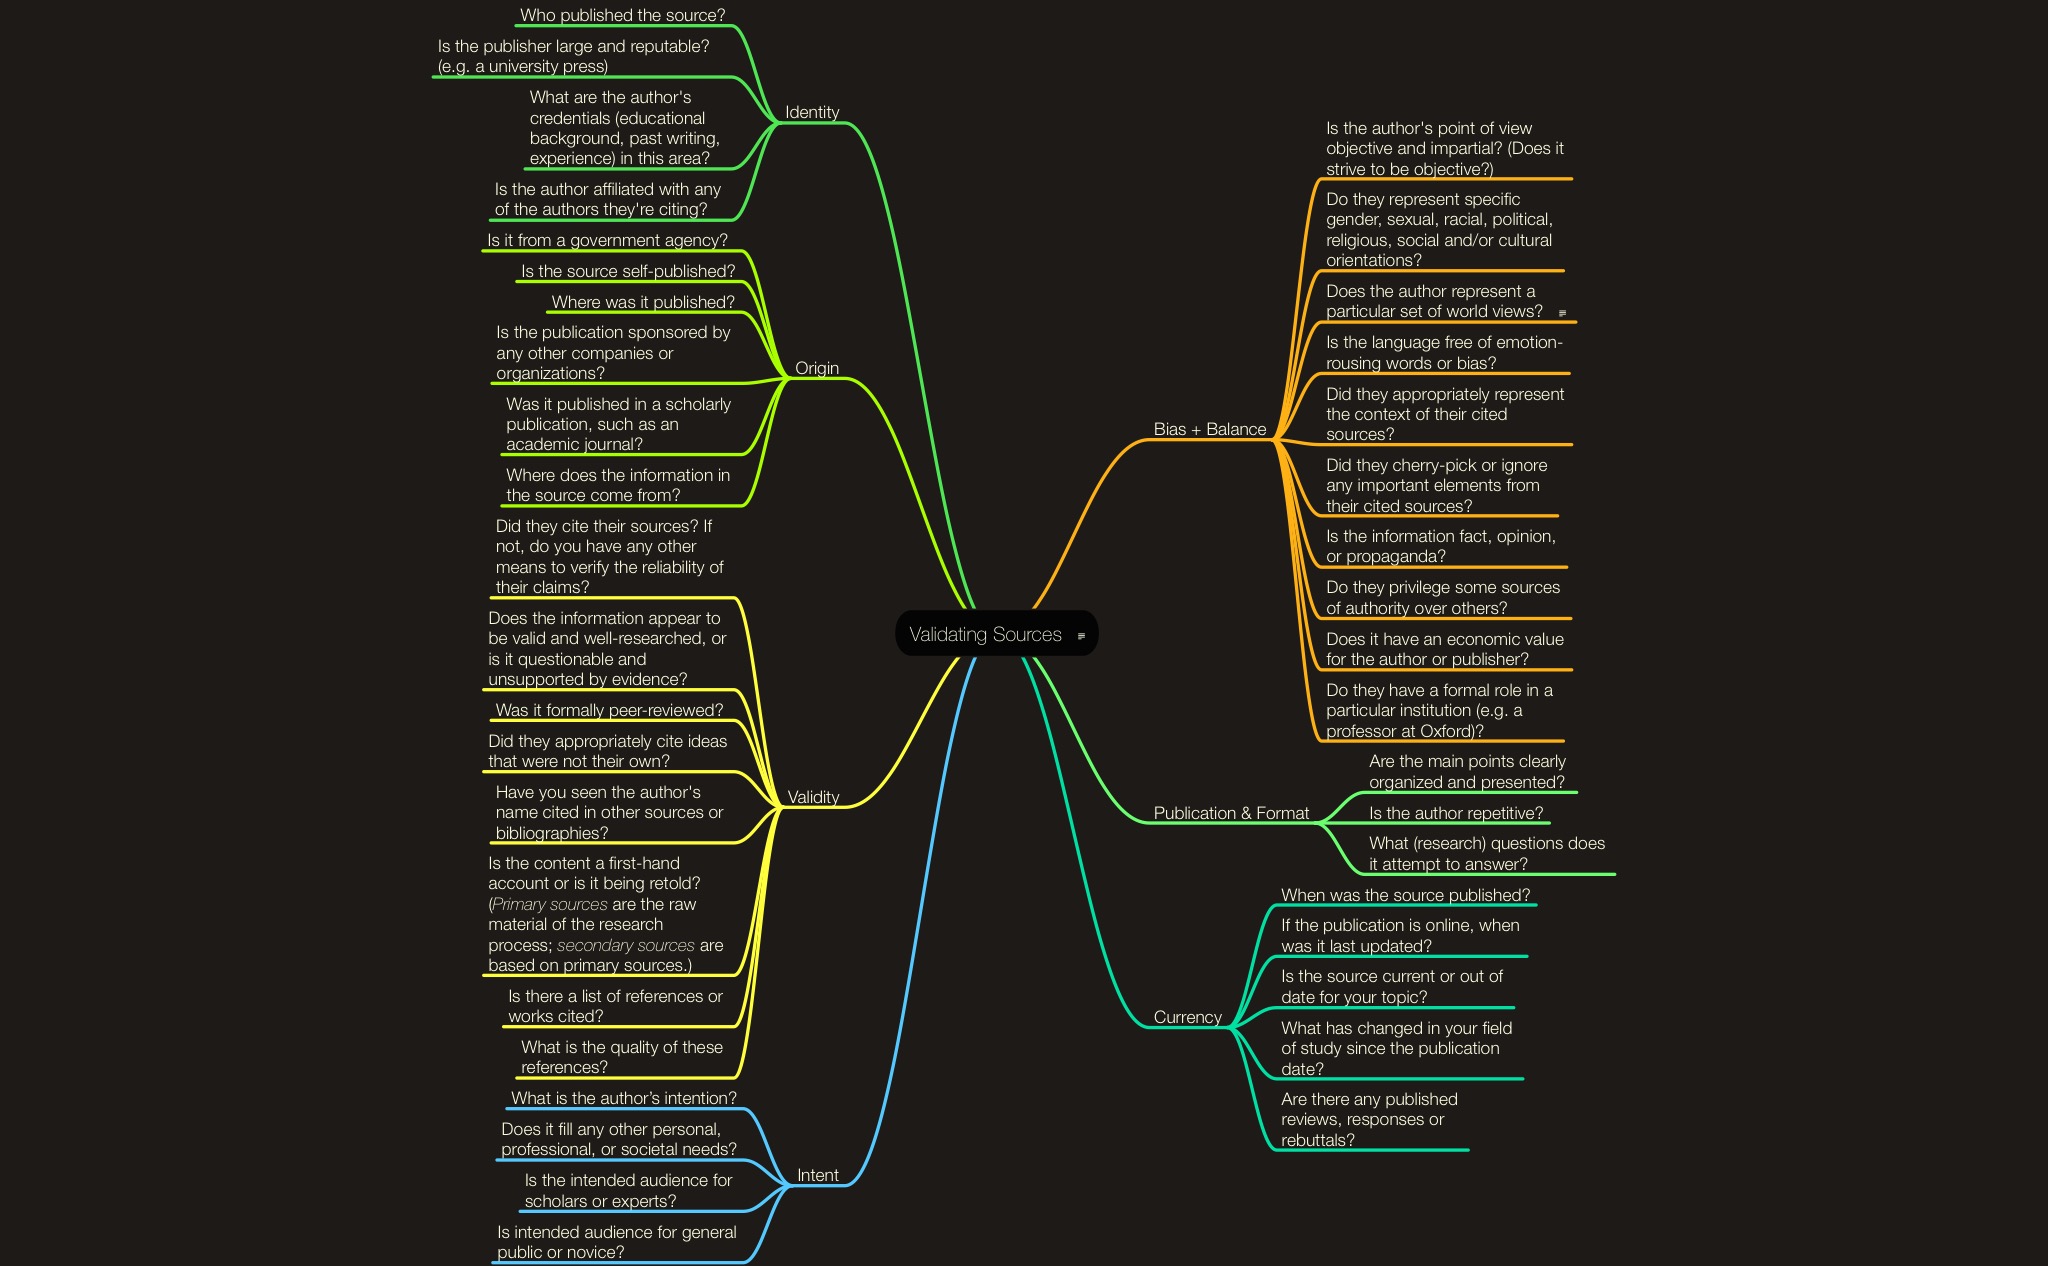 Who published the source?
Is the publisher large and reputable?
(e.g. a university press)
What are the author's
credentials (educational
background, past writing,
experience) in this area?
Is the author affiliated with any
of the authors they're citing?
Identity
Is it from a government agency?
Is the source self-published?
Where was it published?
Is the publication sponsored by
any other companies or
organizations?
Was it published in a scholarly
publication, such as an
academic journal?
Where does the information in
the source come from?
Origin
Did they cite their sources? If
not, do you have any other
means to verify the reliability of
their claims?
Does the information appear to
be valid and well-researched, or
is it questionable and
unsupported by evidence?
Was it formally peer-reviewed?
Did they appropriately cite ideas
that were not their own?
Have you seen the author's
name cited in other sources or
bibliographies?
Is the content a first-hand
account or is it being retold?
(Primary sources are the raw
material of the research
process; secondary sources are
based on primary sources.)
Is there a list of references or
works cited?
What is the quality of these
references?
Validity
What is the author’s intention?
Does it fill any other personal,
professional, or societal needs?
Is the intended audience for
scholars or experts?
Is intended audience for general
public or novice?
Intent
Validating Sources
Bias + Balance
Is the author's point of view
objective and impartial? (Does it
strive to be objective?)
Do they represent specific
gender, sexual, racial, political,
religious, social and/or cultural
orientations?
Does the author represent a
particular set of world views?
Is the language free of emotion-
rousing words or bias?
Did they appropriately represent
the context of their cited
sources?
Did they cherry-pick or ignore
any important elements from
their cited sources?
Is the information fact, opinion,
or propaganda?
Do they privilege some sources
of authority over others?
Does it have an economic value
for the author or publisher?
Do they have a formal role in a
particular institution (e.g. a
professor at Oxford)?
Publication & Format
Are the main points clearly
organized and presented?
Is the author repetitive?
What (research) questions does
it attempt to answer?
Currency
When was the source published?
If the publication is online, when
was it last updated?
Is the source current or out of
date for your topic?
What has changed in your field
of study since the publication
date?
Are there any published
reviews, responses or
rebuttals?